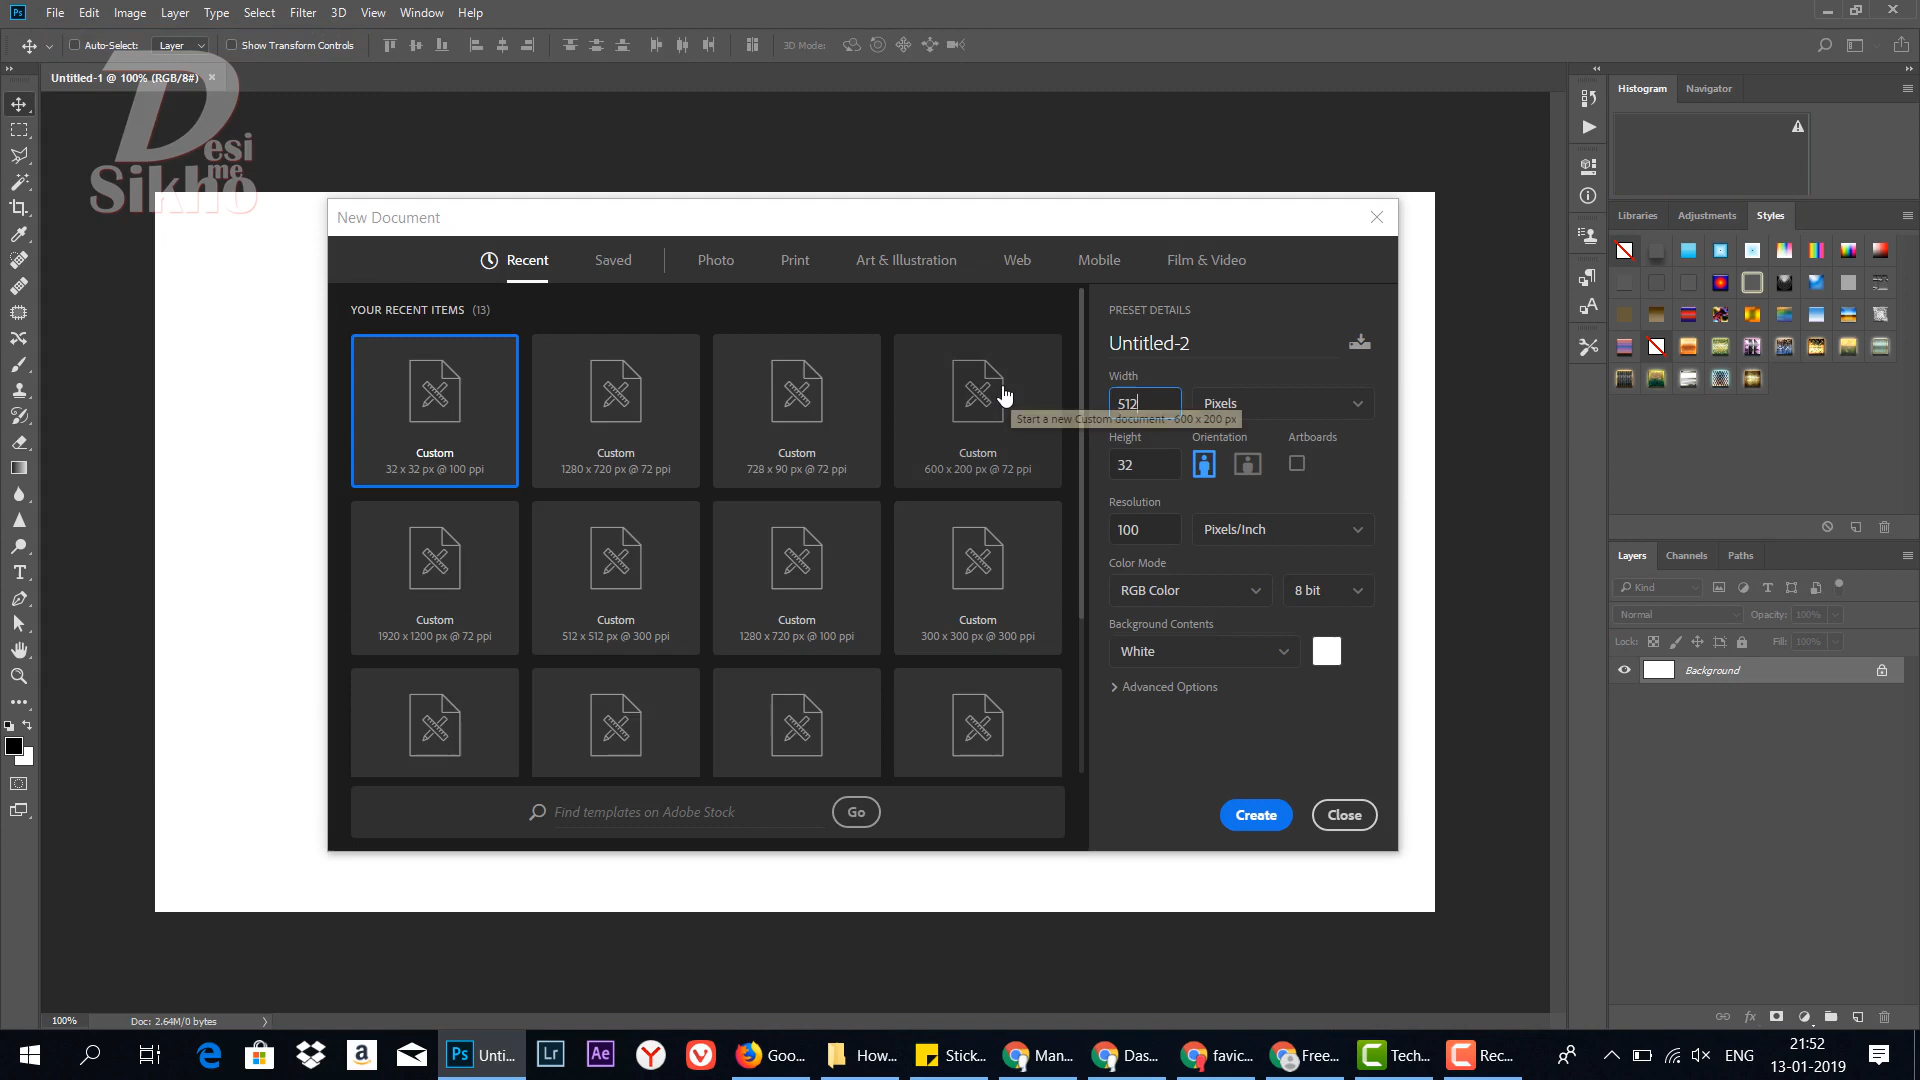 Ps File Edit Image Layer Type Select Filter 3D View Window Help
Auto-Select: Layer Show Transform Controls 3D Mode:
Untitled-1 @ 100% (RGB/8#) ×
Desi
me
Sikho
New Document
Recent Saved Photo Print Art & Illustration Web Mobile Film & Video
YOUR RECENT ITEMS (13)
Custom
32 x 32 px @ 100 ppi
Custom
1280 x 720 px @ 72 ppi
Custom
728 x 90 px @ 72 ppi
Custom
600 x 200 px @ 72 ppi
Custom
1920 x 1200 px @ 72 ppi
Custom
512 x 512 px @ 300 ppi
Custom
1280 x 720 px @ 100 ppi
Custom
300 x 300 px @ 300 ppi
Find templates on Adobe Stock Go
PRESET DETAILS
Untitled-2
Width
512 Pixels
Start a new Custom document - 600 x 200 px
Height Orientation Artboards
32
Resolution
100 Pixels/Inch
Color Mode
RGB Color 8 bit
Background Contents
White
Advanced Options
Create Close
Histogram Navigator
Libraries Adjustments Styles
Layers Channels Paths
Kind
Normal Opacity: 100%
Lock: Fill: 100%
Background
fx
100% Doc: 2.64M/0 bytes
Ps Unti... Lr Ae Goo... How... Stick... Man... Das... favic... Free... Tech... Rec... ENG
21:52
13-01-2019